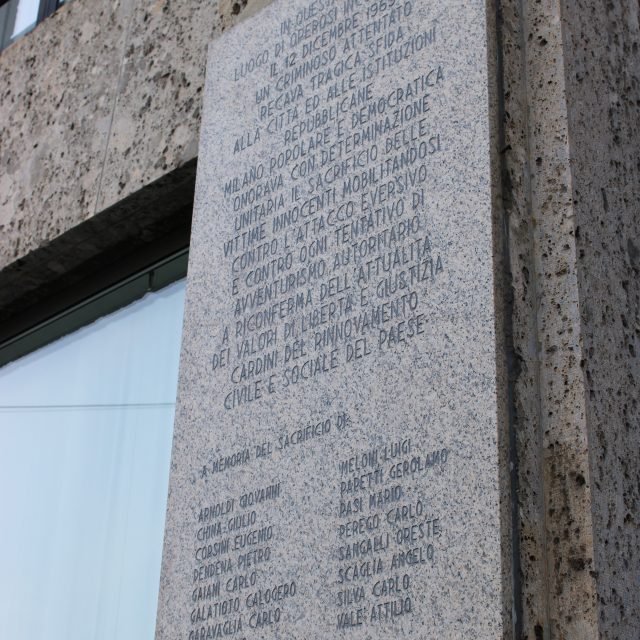 LUOGO DI
IL 12 DICEMBRE 1969
UN CRIMINOSO ATTENTATO
RECAVA TRACCIA SFIDA
ALLA CITTÀ ED ALLE ISTITUZIONI
REPUBBLICANE
MILANO POPOLARE E DEMOCRATICA
ONORAVA CON DETERMINAZIONE
UNITARIA IL SACRIFICIO DELLE
VITTIME INNOCENTI MOBILITANDOSI
CONTRO L'ATTACCO EVERSIVO
E CONTRO OGNI TENTATIVO DI
AVVENTURISMO AUTORITARIO
A RICONFERMA DELL'ATTUALITÀ
DEI VALORI DI LIBERTÀ E GIUSTIZIA
CARDINI DEL RINNOVAMENTO
CIVILE E SOCIALE DEL PAESE
A MEMORIA DEL SACRIFICIO DI:
ARNOLDI GIOVANNI
CHINA GIULIO
CORSINI EUGENIO
DENDENA PIETRO
GAIANI CARLO
GALATIOTO CALOGERO
GARAVAGLIA CARLO
MELONI LUIGI
PAPETTI GEROLAMO
PASI MARIO
PEREGO CARLO
SANGALLI ORESTE
SCAGLIA ANGELO
SILVA CARLO
VALÈ ATTILIO